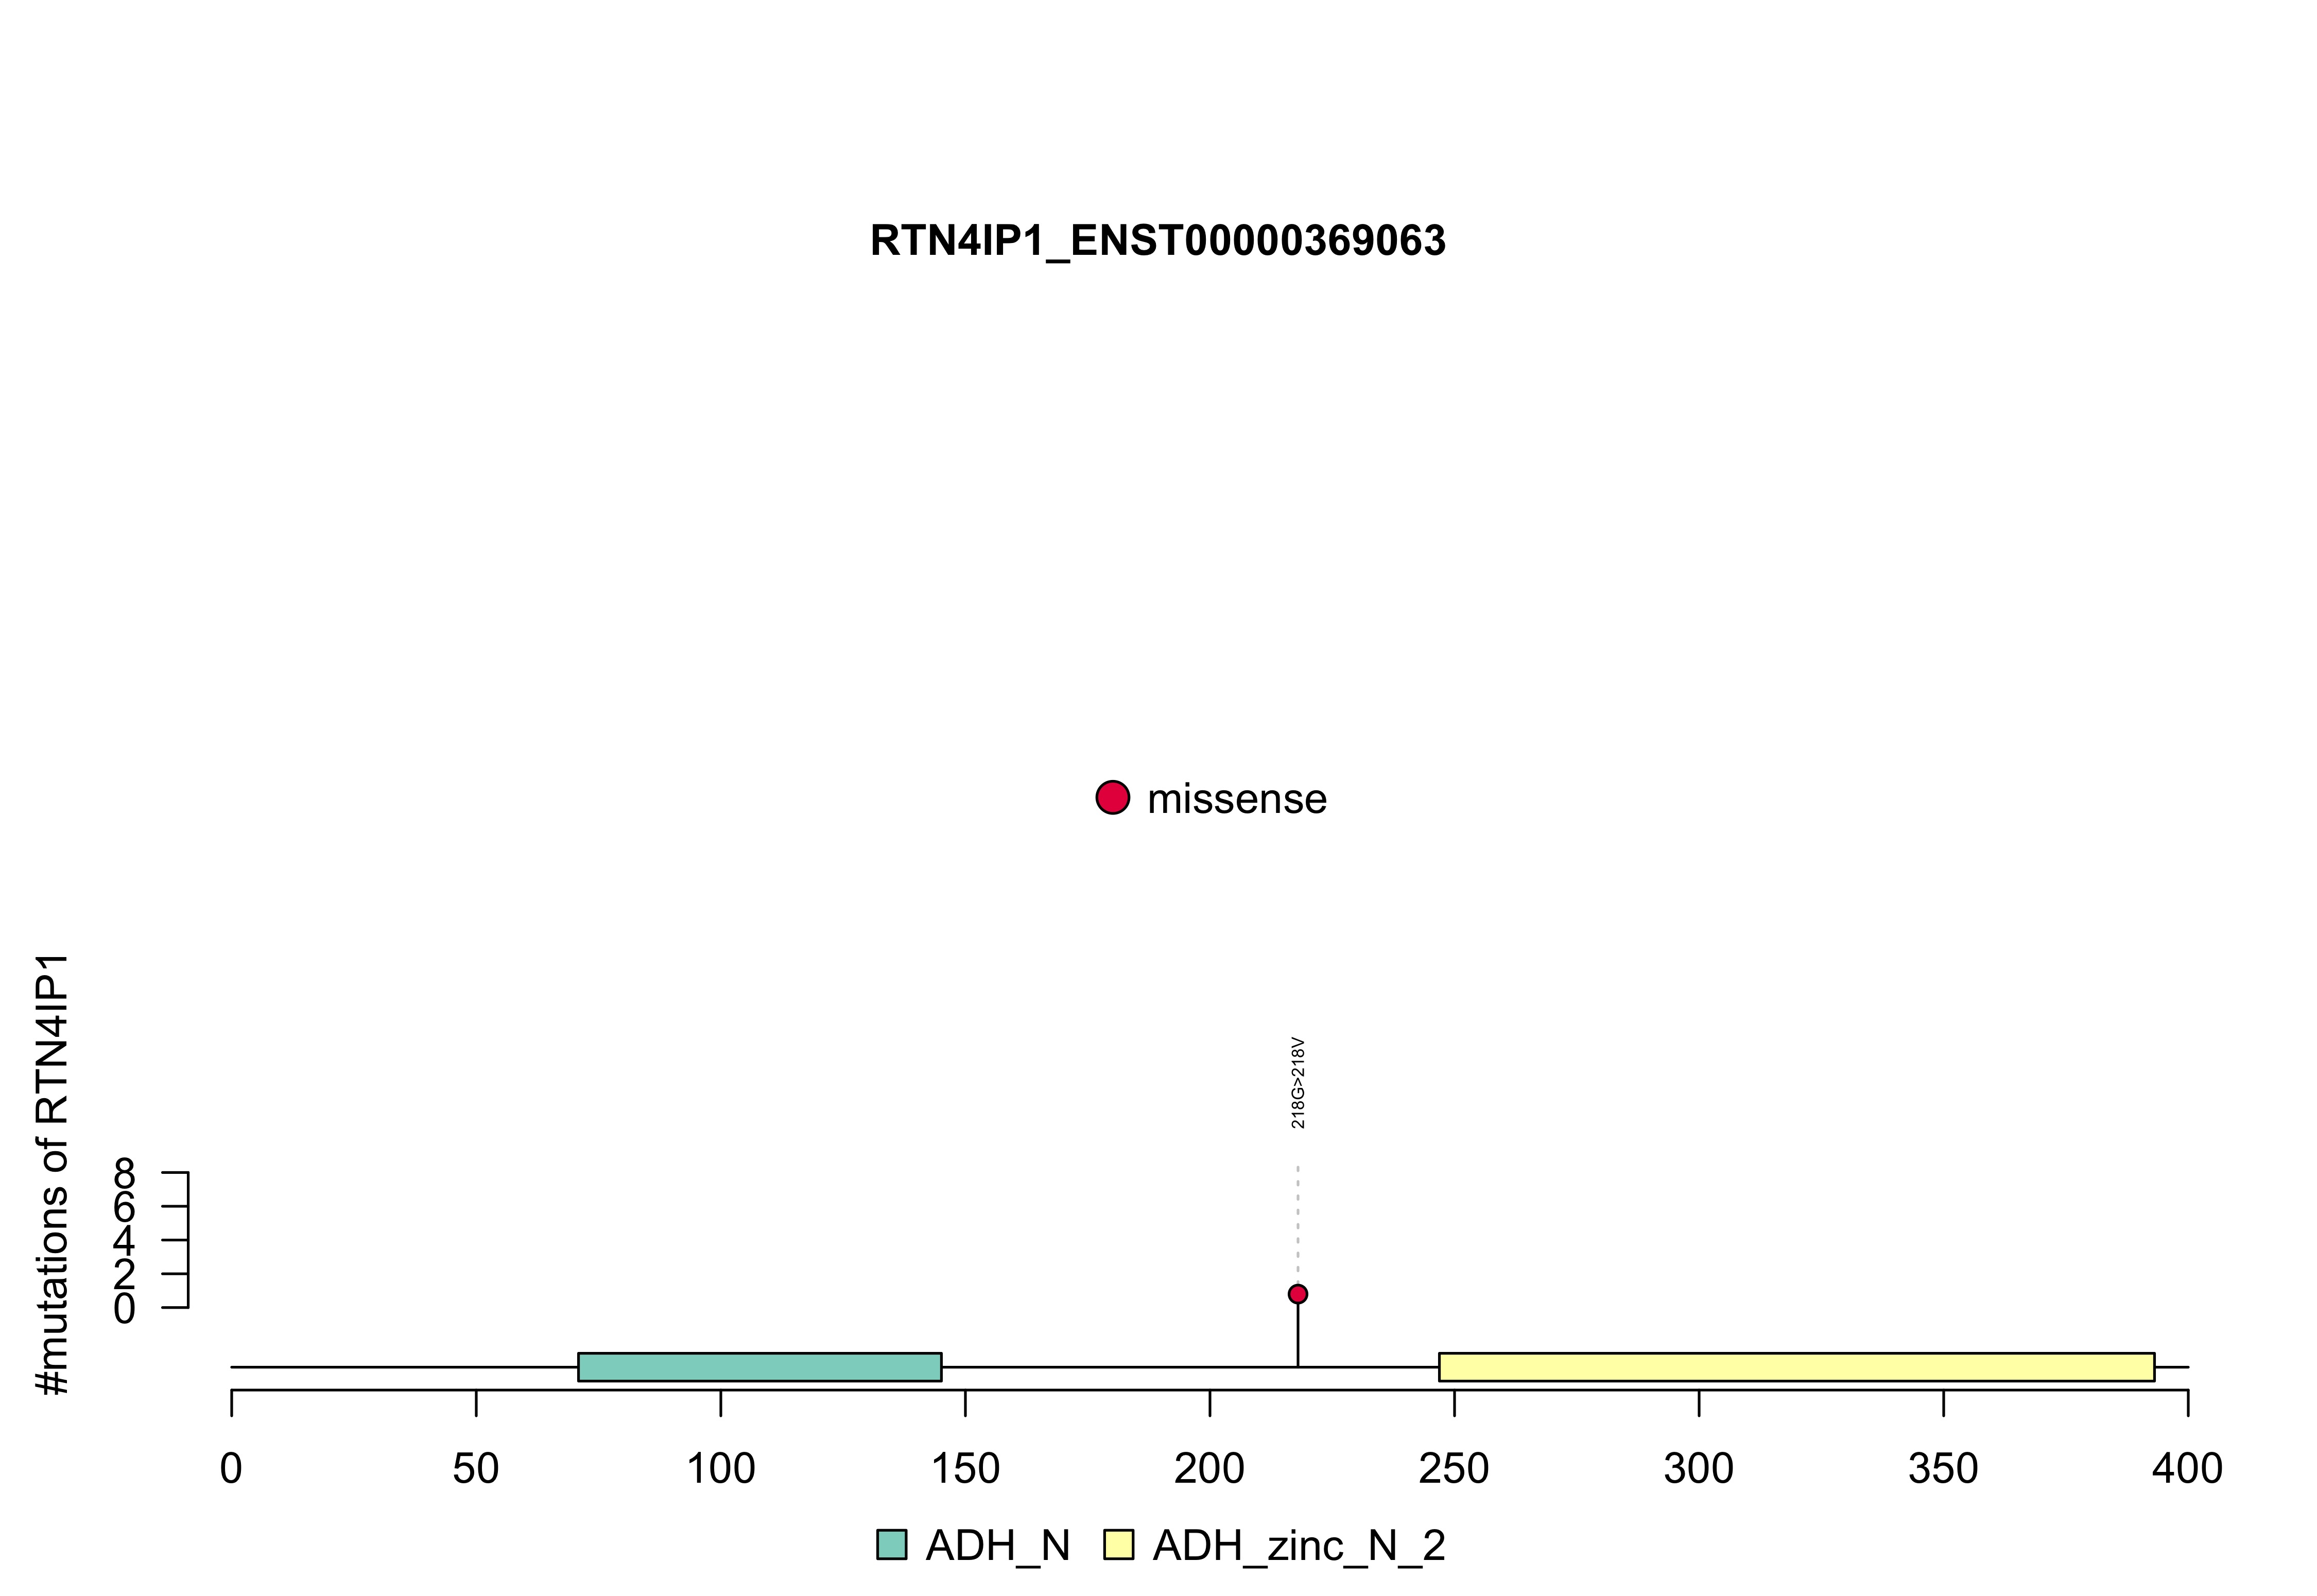 RTN4IP1_ENST00000369063
missense
#mutations of RTN4IP1
218G>218V
8
6
4
2
0
0 50 100 150 200 250 300 350 400
ADH_N ADH_zinc_N_2